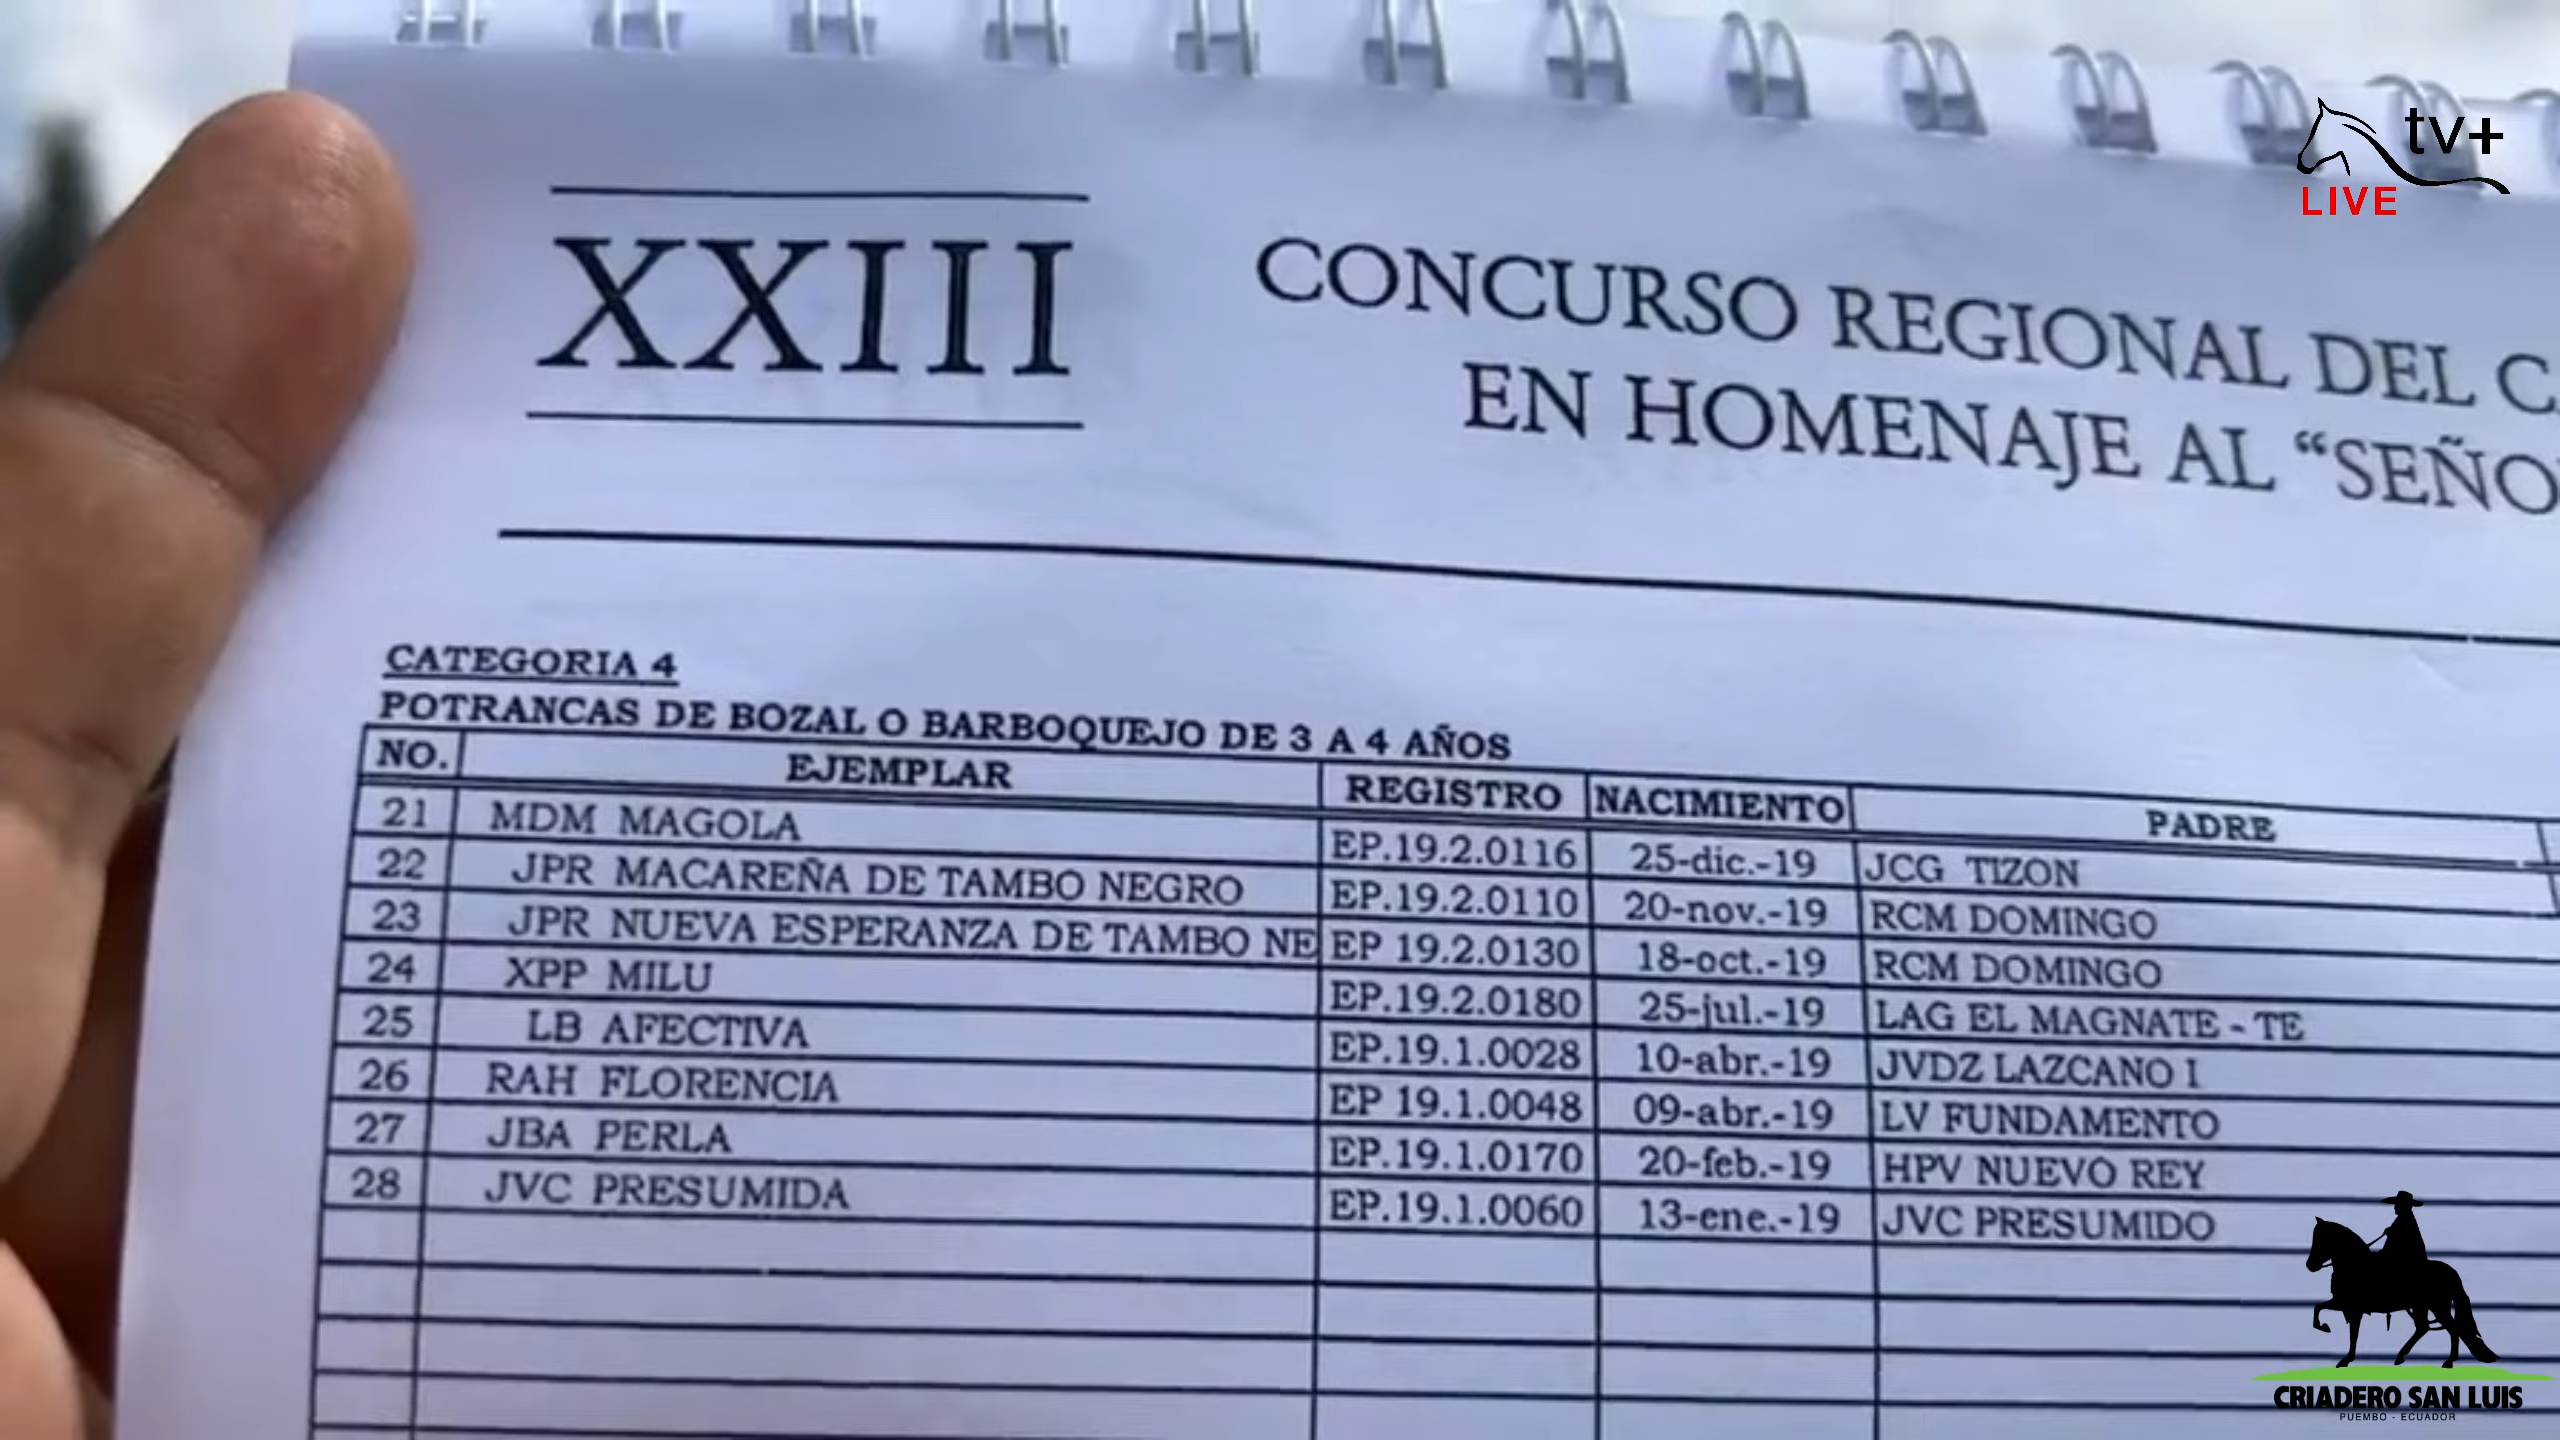 tv+
LIVE
XXIII
CONCURSO REGIONAL DEL
EN HOMENAJE AL
CATEGORIA 4
POTRANCAS DE BOZAL O BARBOQUEJO DE 3 A 4 AÑOS
NO. EJEMPLAR REGISTRO NACIMIENTO PADRE
21 MDM MAGOLA EP.19.2.0116 25-dic.-19 JCG TIZON
22 JPR MACAREÑA DE TAMBO NEGRO EP.19.2.0110 20-nov.-19 RCM DOMINGO
23 JPR NUEVA ESPERANZA DE TAMBO NE EP 19.2.0130 18-oct.-19 RCM DOMINGO
24 XPP MILU EP.19.2.0180 25-jul.-19 LAG EL MAGNATE - TE
25 LB AFECTIVA EP.19.1.0028 10-abr.-19 JVDZ LAZCANO I
26 RAH FLORENCIA EP 19.1.0048 09-abr.-19 LV FUNDAMENTO
27 JBA PERLA EP.19.1.0170 20-feb.-19 HPV NUEVO REY
28 JVC PRESUMIDA EP.19.1.0060 13-ene.-19 JVC PRESUMIDO
CRIADERO SAN LUIS
PUEMBO - ECUADOR